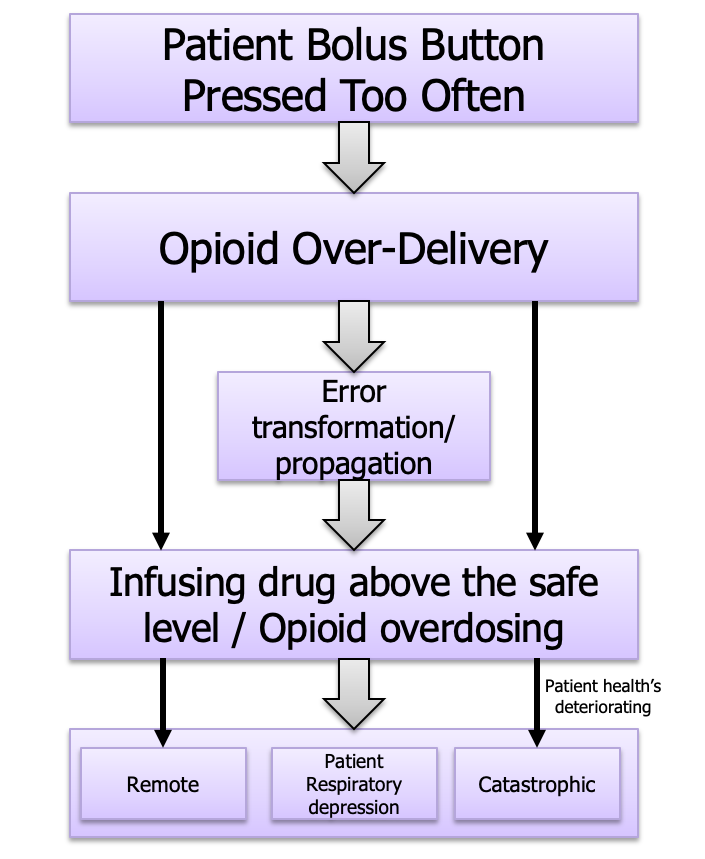 Patient Bolus Button
Pressed Too Often
Opioid Over-Delivery
Error
transformation/
propagation
Infusing drug above the safe
level / Opioid overdosing
Patient health's
deteriorating
Remote
Patient
Respiratory
depression
Catastrophic